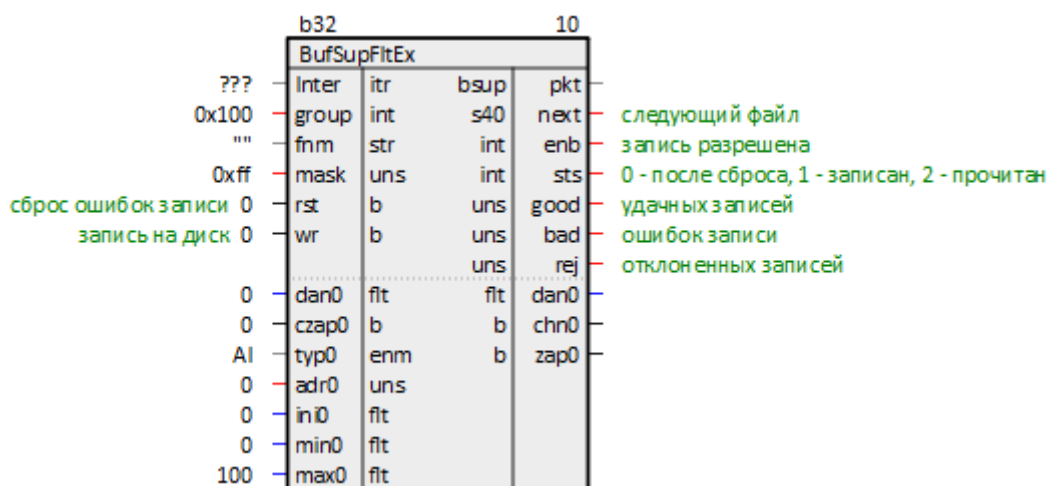 b32 10
BufSupFltEx
??? Inter itr bsup pkt
0x100 group int s40 next следующий файл
"" fnm str int enb запись разрешена
0xff mask uns int sts 0 - после сброса, 1 - записан, 2 - прочитан
сброс ошибок записи 0 rst b uns good удачных записей
запись на диск 0 wr b uns bad ошибок записи
uns rej отклоненных записей
0 dan0 flt flt dan0
0 czap0 b b chn0
AI typ0 enm b zap0
0 adr0 uns
0 ini0 flt
0 min0 flt
100 max0 flt